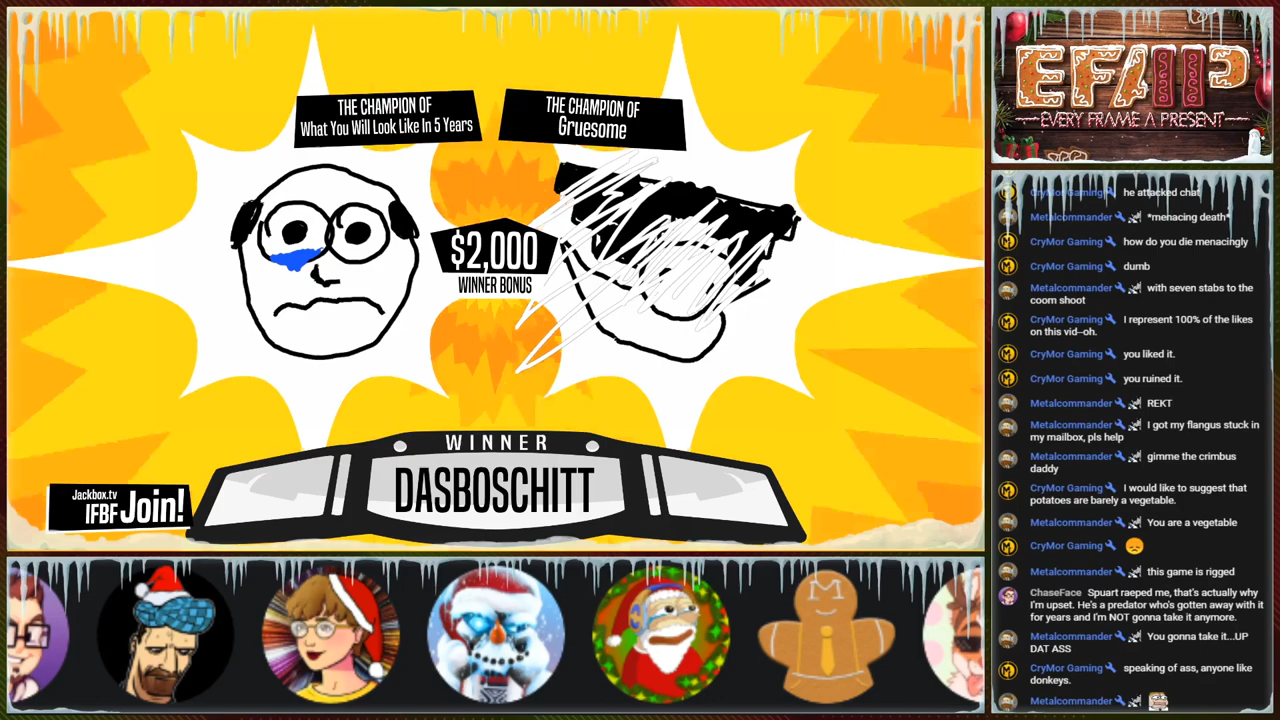 THE CHAMPION OF
What You Will Look Like In 5 Years
THE CHAMPION OF
Gruesome
$2,000
WINNER BONUS
WINNER
DASBOSCHITT
Jackbox.tv
IFBF Join!
EFAP
EVERY FRAME A PRESENT
CryMor Gaming he attacked chat
Metalcommander *menacing death*
CryMor Gaming how do you die menacingly
CryMor Gaming dumb
Metalcommander with seven stabs to the
coom shoot
CryMor Gaming I represent 100% of the likes
on this vid--oh.
CryMor Gaming you liked it.
CryMor Gaming you ruined it.
Metalcommander REKT
Metalcommander I got my flangus stuck in
my mailbox, pls help
Metalcommander gimme the crimbus
daddy
CryMor Gaming I would like to suggest that
potatoes are barely a vegetable.
Metalcommander You are a vegetable
CryMor Gaming
Metalcommander this game is rigged
ChaseFace Spuart raeped me, that's actually why
I'm upset. He's a predator who's gotten away with it
for years and I'm NOT gonna take it anymore.
Metalcommander You gonna take it...UP
DAT ASS
CryMor Gaming speaking of ass, anyone like
donkeys.
Metalcommander
M